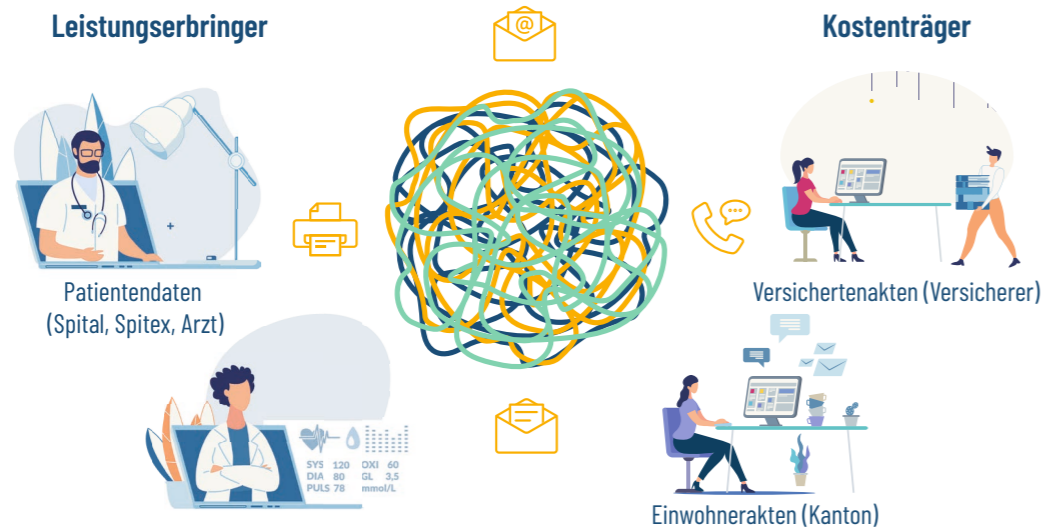 Leistungserbringer
@
Kostenträger
Patientendaten
(Spital, Spitex, Arzt)
Versichertenakten (Versicherer)
SYS 120 OXI 60
DIA 80 GL 3,5
PULS 78 mmol/L
Einwohnerakten (Kanton)